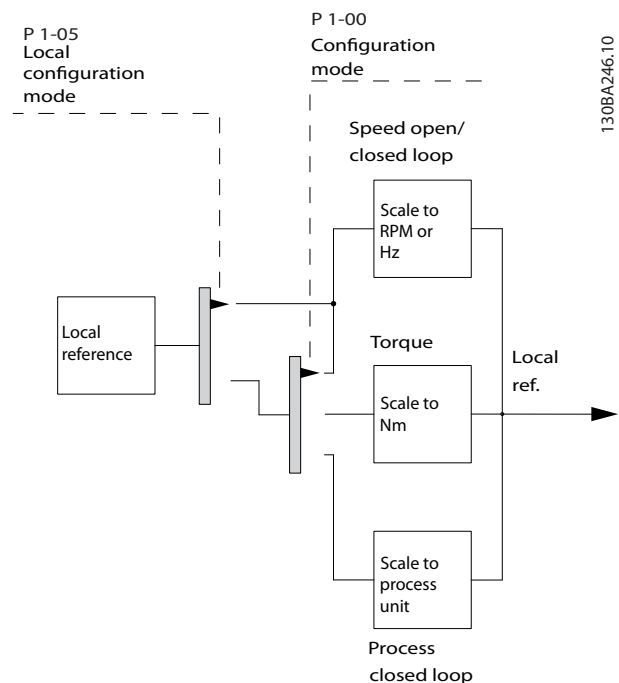 P 1-05
Local
configuration
mode
P 1-00
Configuration
mode
130BA246.10
Speed open/
closed loop
Scale to
RPM or
Hz
Local
reference
Torque
Scale to
Nm
Local
ref.
Scale to
process
unit
Process
closed loop